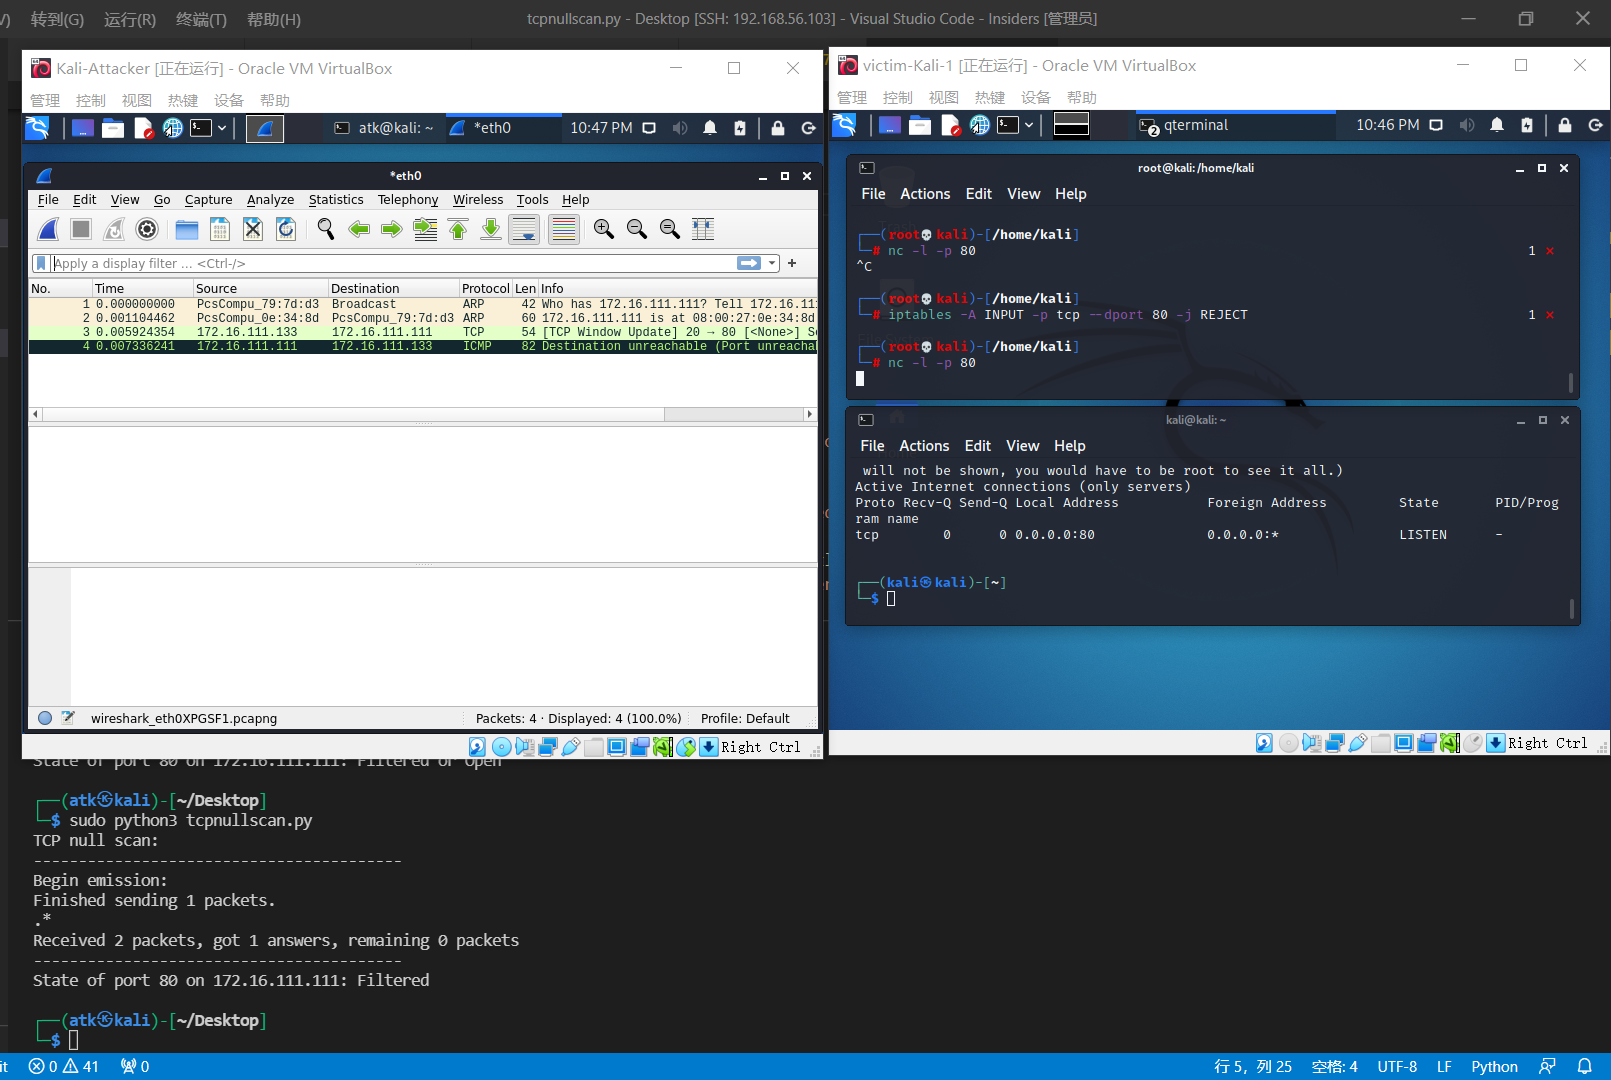 转到(G) 运行(R) 终端(T) 帮助(H) tcpnullscan.py - Desktop [SSH: 192.168.56.103] - Visual Studio Code - Insiders [管理员]
Kali-Attacker [正在运行] - Oracle VM VirtualBox
管理 控制 视图 热键 设备 帮助
atk@kali: ~ *eth0 10:47 PM
*eth0
File Edit View Go Capture Analyze Statistics Telephony Wireless Tools Help
Apply a display filter ... <Ctrl-/>
No. Time Source Destination Protocol Len Info
1 0.000000000 PcsCompu_79:7d:d3 Broadcast ARP 42 Who has 172.16.111.111? Tell 172.16.11
2 0.001104462 PcsCompu_0e:34:8d PcsCompu_79:7d:d3 ARP 60 172.16.111.111 is at 08:00:27:0e:34:8d
3 0.005924354 172.16.111.133 172.16.111.111 TCP 54 [TCP Window Update] 20 → 80 [<None>] Se
4 0.007336241 172.16.111.111 172.16.111.133 ICMP 82 Destination unreachable (Port unreachab
wireshark_eth0XPGSF1.pcapng Packets: 4 · Displayed: 4 (100.0%) Profile: Default
Right Ctrl
victim-Kali-1 [正在运行] - Oracle VM VirtualBox
管理 控制 视图 热键 设备 帮助
2 qterminal 10:46 PM
root@kali: /home/kali
File Actions Edit View Help
┌──(root💀kali)-[/home/kali]
└─# nc -l -p 80 1 ⨯
^C
┌──(root💀kali)-[/home/kali]
└─# iptables -A INPUT -p tcp --dport 80 -j REJECT 1 ⨯
┌──(root💀kali)-[/home/kali]
└─# nc -l -p 80
kali@kali: ~
File Actions Edit View Help
will not be shown, you would have to be root to see it all.)
Active Internet connections (only servers)
Proto Recv-Q Send-Q Local Address Foreign Address State PID/Prog
ram name
tcp 0 0 0.0.0.0:80 0.0.0.0:* LISTEN -
┌──(kali㉿kali)-[~]
└─$
Right Ctrl
State of port 80 on 172.16.111.111: Filtered or Open
┌──(atk㉿kali)-[~/Desktop]
└─$ sudo python3 tcpnullscan.py
TCP null scan:
-----------------------------------------
Begin emission:
Finished sending 1 packets.
.*
Received 2 packets, got 1 answers, remaining 0 packets
-----------------------------------------
State of port 80 on 172.16.111.111: Filtered
┌──(atk㉿kali)-[~/Desktop]
└─$
it 0 41 0 行 5, 列 25 空格: 4 UTF-8 LF Python